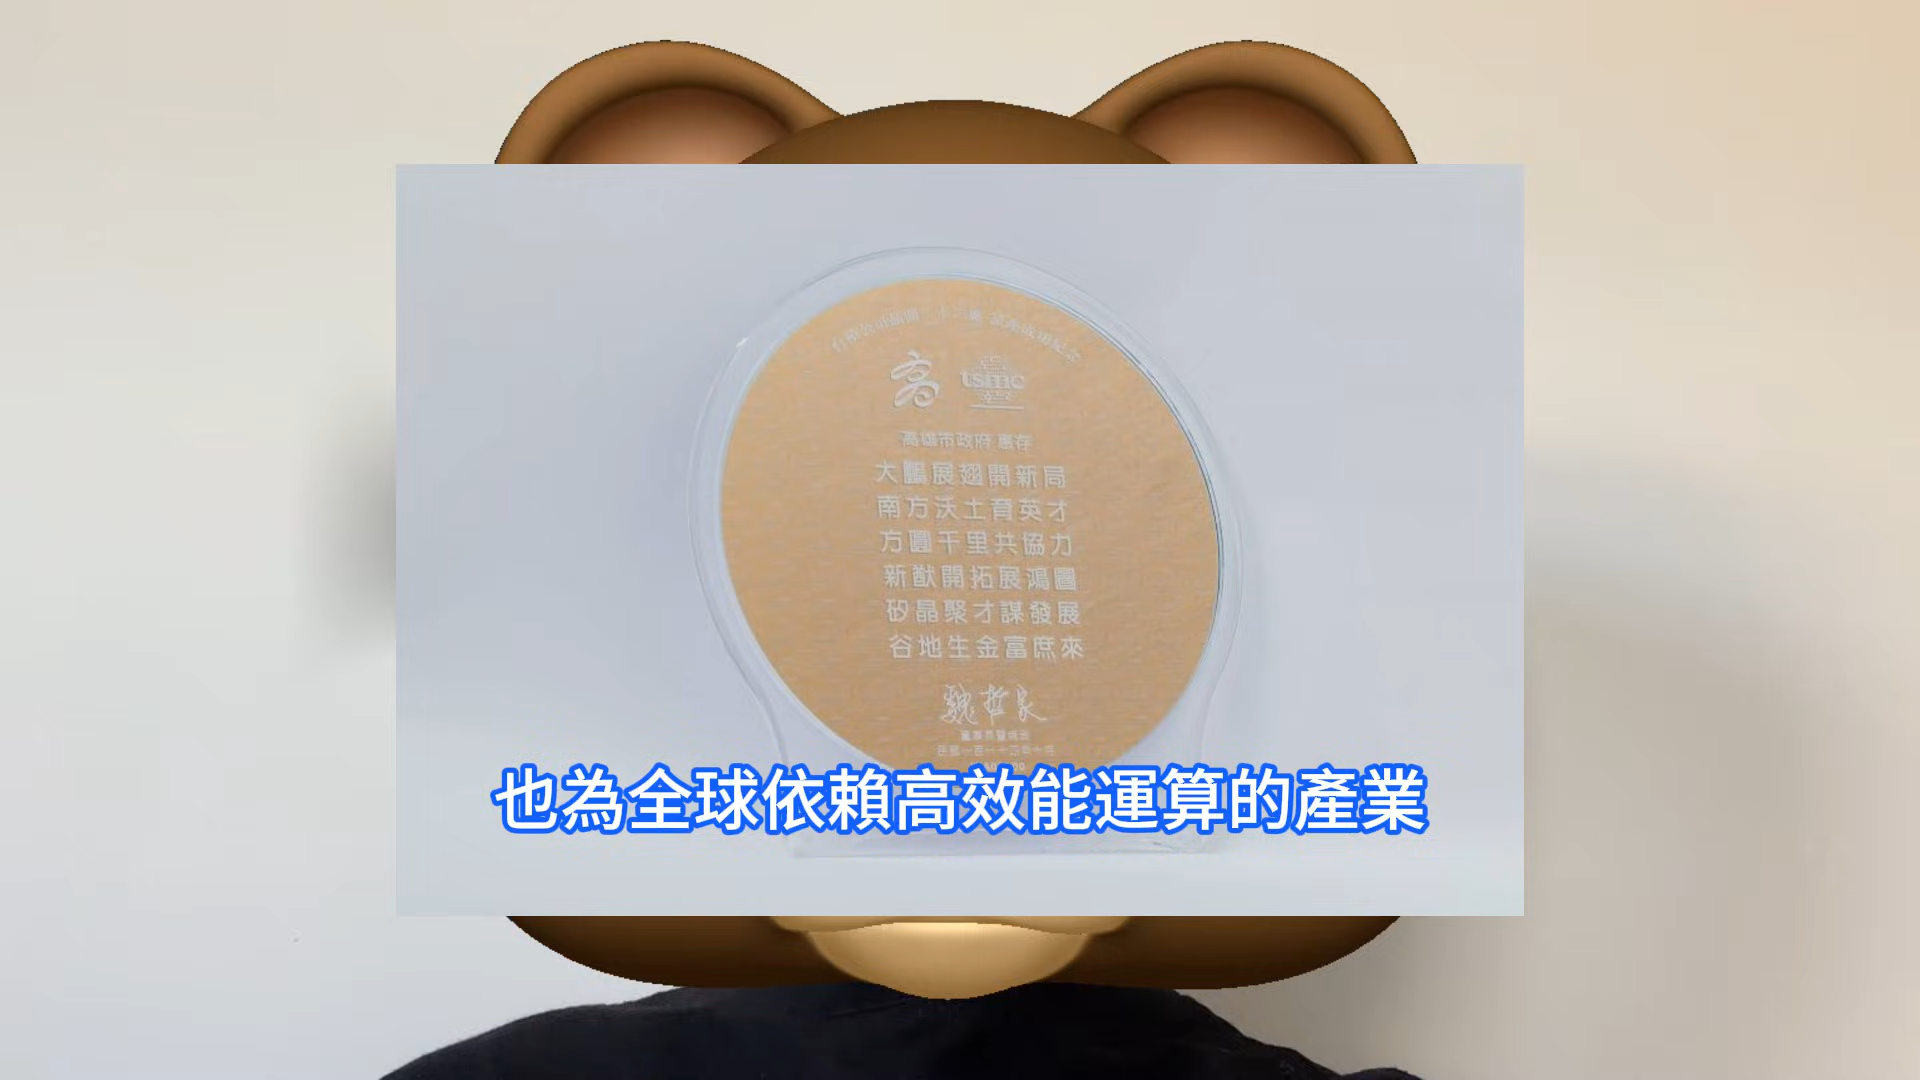 高 tsmc
高雄市政府 惠存
大鵬展翅開新局
南方沃土育英才
方圓千里共協力
新猷開拓展鴻圖
矽晶聚才謀發展
谷地生金富庶來
魏哲家
也為全球依賴高效能運算的產業